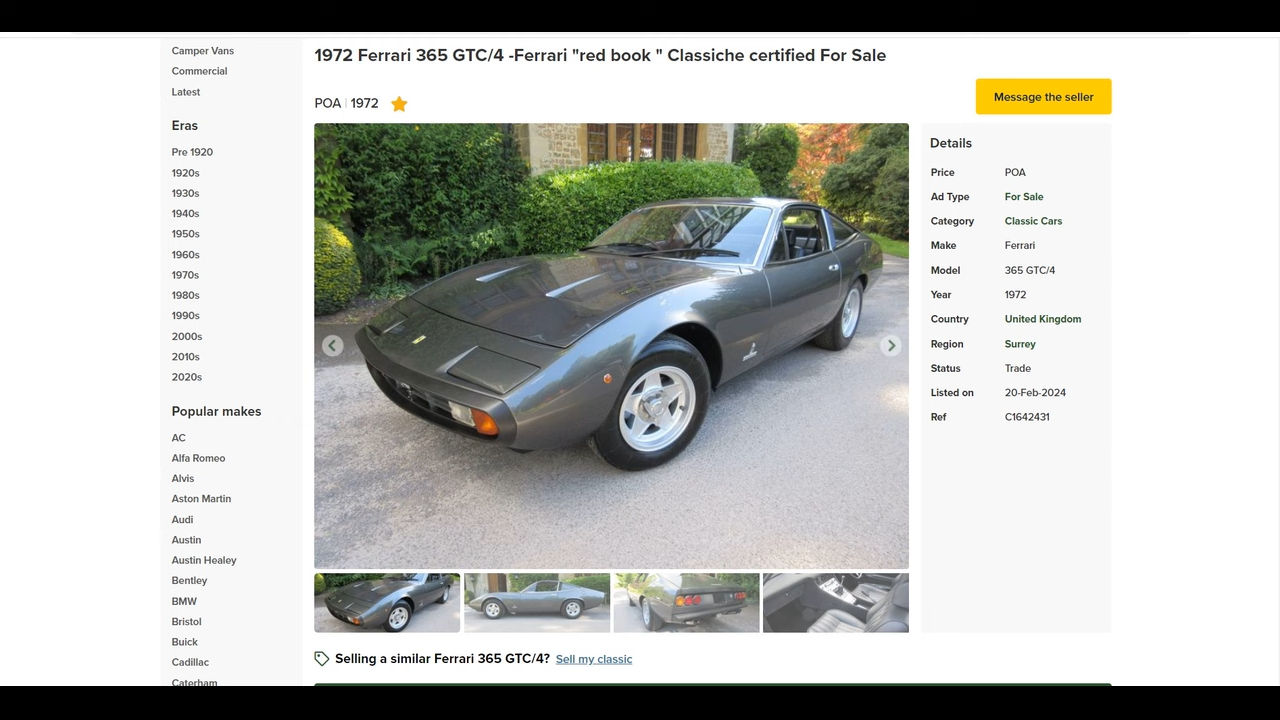 Camper Vans
Commercial
Latest
Eras
Pre 1920
1920s
1930s
1940s
1950s
1960s
1970s
1980s
1990s
2000s
2010s
2020s
Popular makes
AC
Alfa Romeo
Alvis
Aston Martin
Audi
Austin
Austin Healey
Bentley
BMW
Bristol
Buick
Cadillac
Caterham
1972 Ferrari 365 GTC/4 -Ferrari "red book " Classiche certified For Sale
POA | 1972
Message the seller
Details
Price POA
Ad Type For Sale
Category Classic Cars
Make Ferrari
Model 365 GTC/4
Year 1972
Country United Kingdom
Region Surrey
Status Trade
Listed on 20-Feb-2024
Ref C1642431
Selling a similar Ferrari 365 GTC/4? Sell my classic